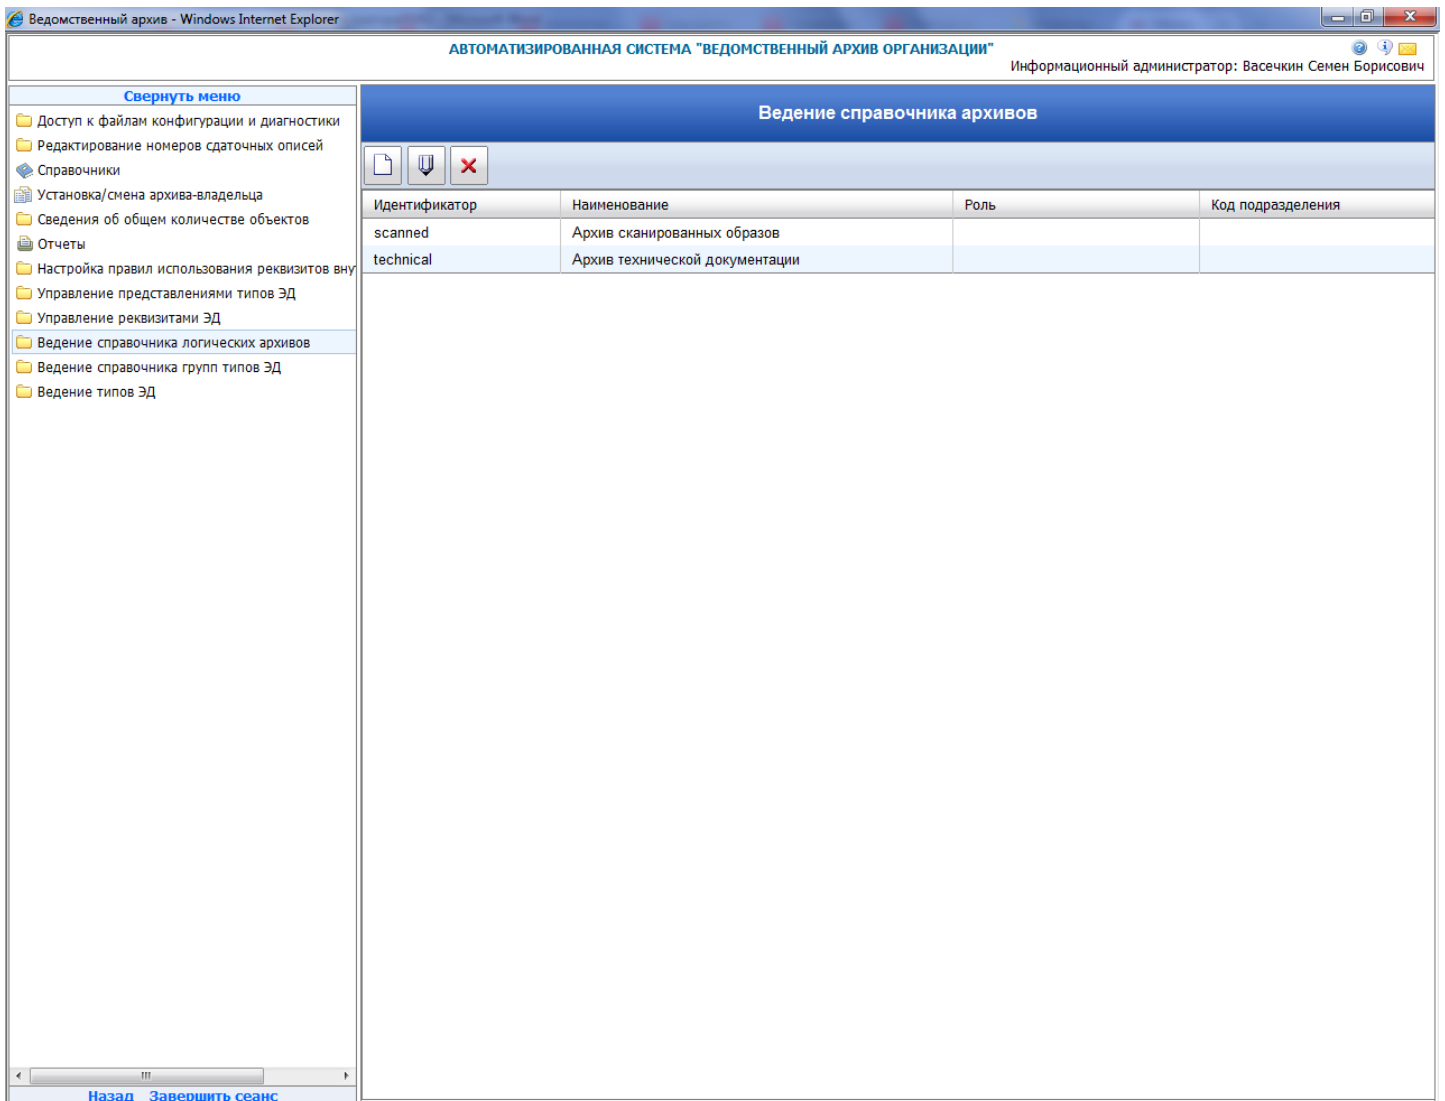 Ведомственный архив - Windows Internet Explorer
АВТОМАТИЗИРОВАННАЯ СИСТЕМА "ВЕДОМСТВЕННЫЙ АРХИВ ОРГАНИЗАЦИИ"
Информационный администратор: Васечкин Семен Борисович
Свернуть меню
Доступ к файлам конфигурации и диагностики
Редактирование номеров сдаточных описей
Справочники
Установка/смена архива-владельца
Сведения об общем количестве объектов
Отчеты
Настройка правил использования реквизитов вну
Управление представлениями типов ЭД
Управление реквизитами ЭД
Ведение справочника логических архивов
Ведение справочника групп типов ЭД
Ведение типов ЭД
Назад Завершить сеанс
Ведение справочника архивов
Идентификатор Наименование Роль Код подразделения
scanned Архив сканированных образов
technical Архив технической документации